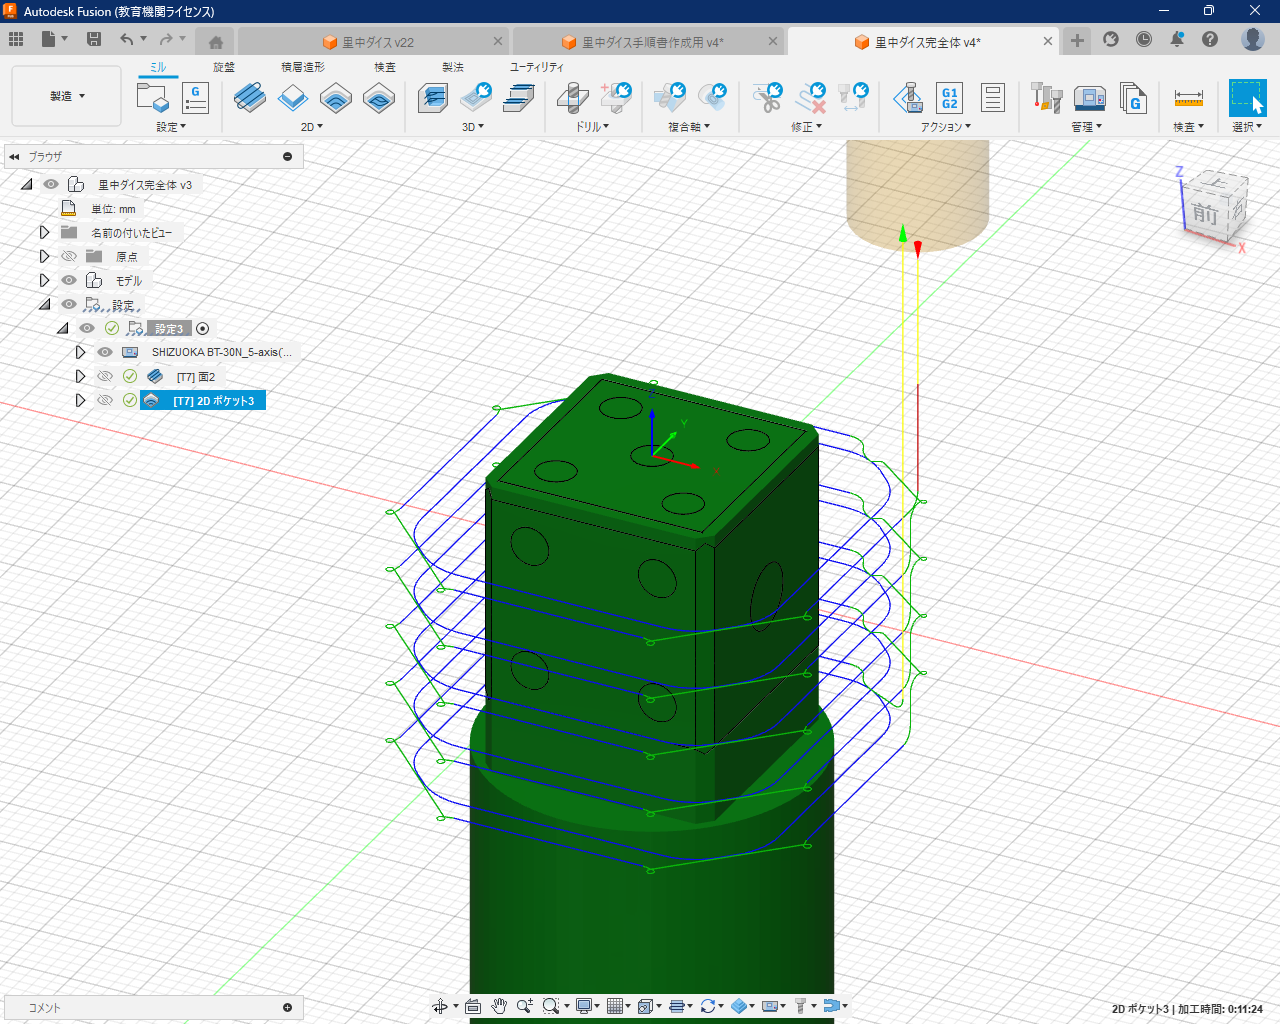 Autodesk Fusion (教育機関ライセンス)
里中ダイス v22
里中ダイス手順書作成用 v4*
里中ダイス完全体 v4*
ミル
旋盤
積層造形
検査
製法
ユーティリティ
製造
G
G1
G2
G
設定
2D
3D
ドリル
複合軸
修正
アクション
管理
検査
選択
ブラウザ
里中ダイス完全体 v3
単位: mm
名前の付いたビュー
原点
モデル
設定
設定3
SHIZUOKA BT-30N_5-axis(...
[T7] 面2
[T7] 2D ポケット3
Z
上
前
右
X
Z
Y
X
コメント
2D ポケット3 | 加工時間: 0:11:24